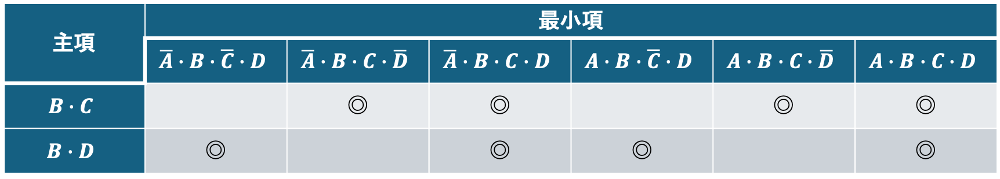 主項 最小項
A̅・B・C̅・D A̅・B・C・D̅ A̅・B・C・D A・B・C̅・D A・B・C・D̅ A・B・C・D
B・C ◎ ◎ ◎ ◎
B・D ◎ ◎ ◎ ◎